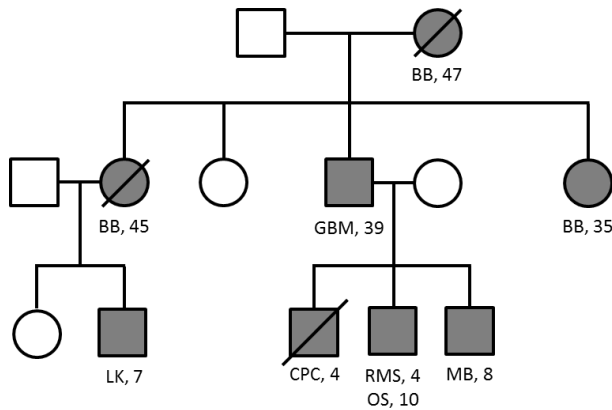 BB, 47
BB, 45
GBM, 39
BB, 35
LK, 7
CPC, 4
RMS, 4
OS, 10
MB, 8